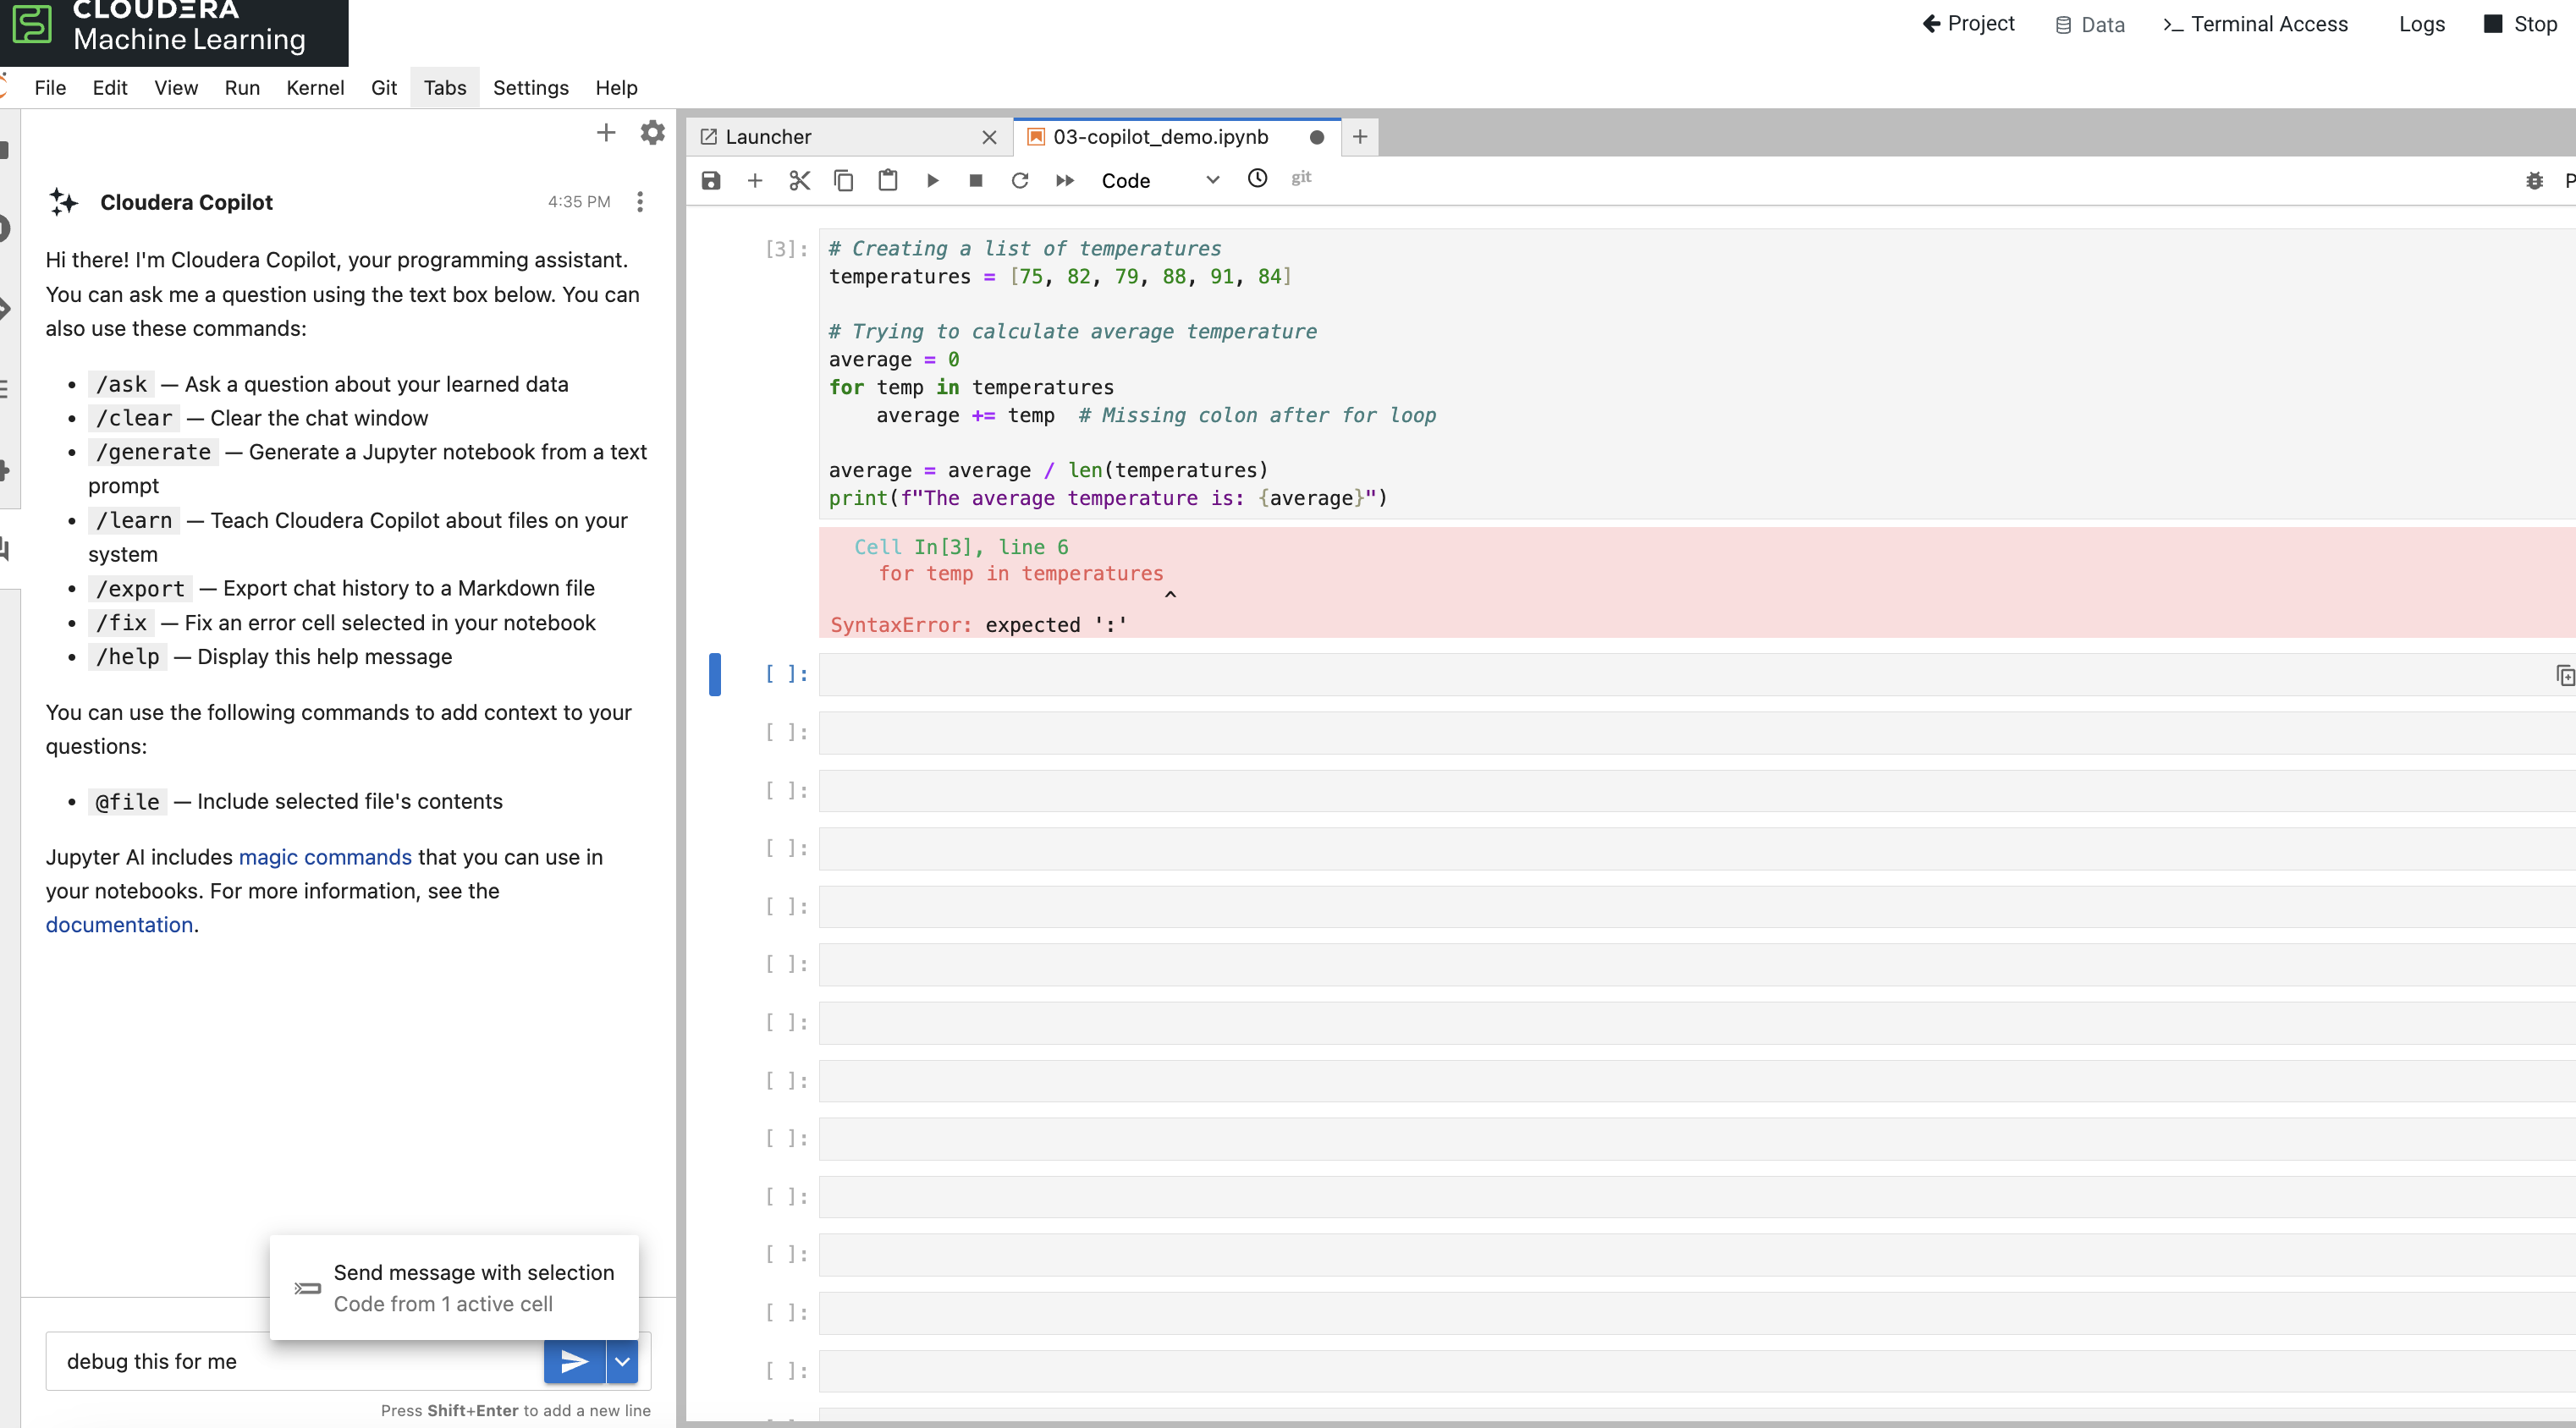 CLOUDERA
Machine Learning
Project
Data
Terminal Access
Logs
Stop
File Edit View Run Kernel Git Tabs Settings Help
Cloudera Copilot
4:35 PM
Hi there! I'm Cloudera Copilot, your programming assistant.
You can ask me a question using the text box below. You can
also use these commands:
• /ask — Ask a question about your learned data
• /clear — Clear the chat window
• /generate — Generate a Jupyter notebook from a text
prompt
• /learn — Teach Cloudera Copilot about files on your
system
• /export — Export chat history to a Markdown file
• /fix — Fix an error cell selected in your notebook
• /help — Display this help message
You can use the following commands to add context to your
questions:
• @file — Include selected file's contents
Jupyter AI includes magic commands that you can use in
your notebooks. For more information, see the
documentation.
Send message with selection
Code from 1 active cell
debug this for me
Press Shift+Enter to add a new line
Launcher
03-copilot_demo.ipynb
Code
git
[3]:
# Creating a list of temperatures
temperatures = [75, 82, 79, 88, 91, 84]
# Trying to calculate average temperature
average = 0
for temp in temperatures
    average += temp  # Missing colon after for loop
average = average / len(temperatures)
print(f"The average temperature is: {average}")
Cell In[3], line 6
for temp in temperatures
^
SyntaxError: expected ':'
[ ]:
[ ]:
[ ]:
[ ]:
[ ]:
[ ]:
[ ]:
[ ]:
[ ]:
[ ]:
[ ]:
[ ]:
[ ]: